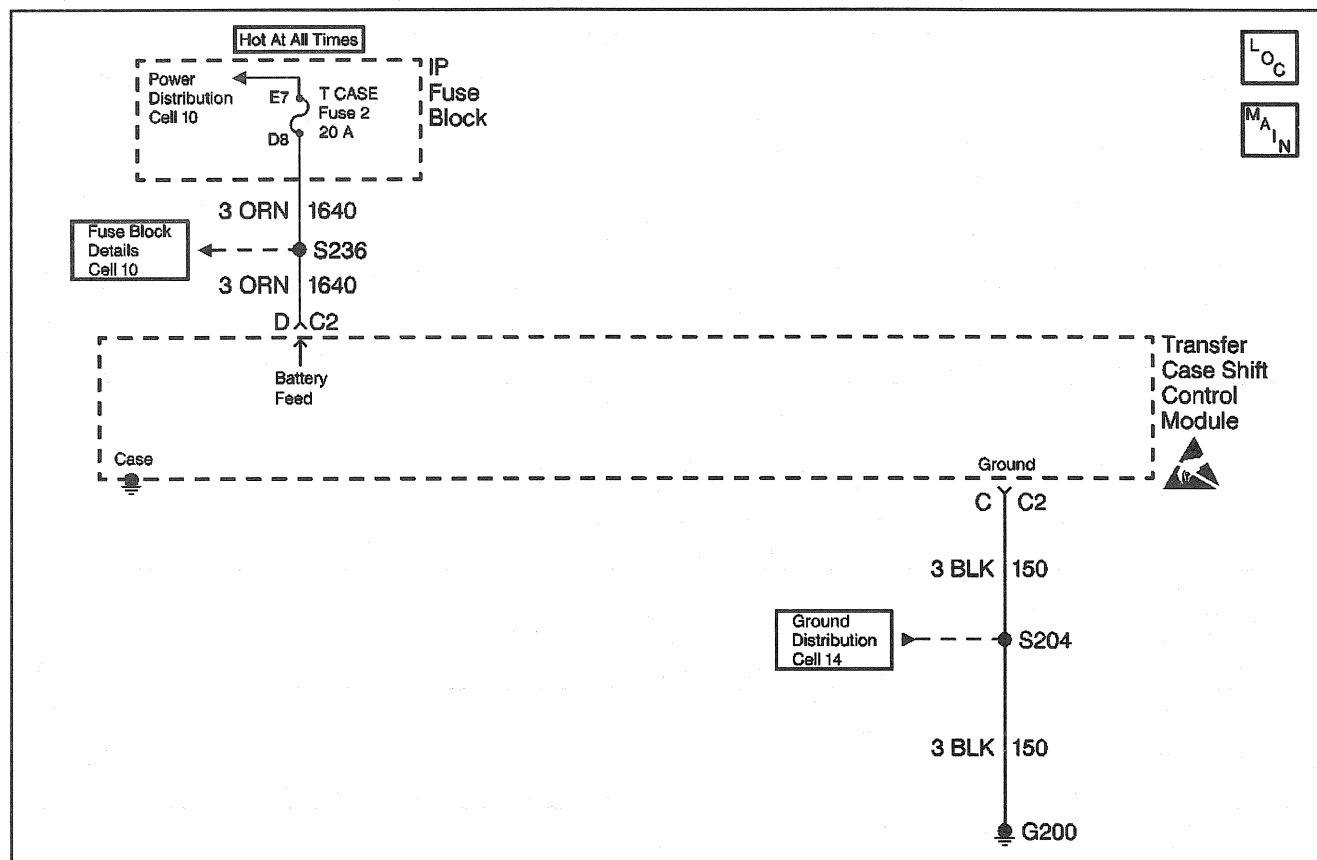 Hot At All Times
Power
Distribution
Cell 10
E7
D8
T CASE
Fuse 2
20 A
IP
Fuse
Block
LOC
MAIN
3 ORN 1640
Fuse Block
Details
Cell 10
S236
3 ORN 1640
D C2
Battery
Feed
Transfer
Case Shift
Control
Module
Case
Ground
C C2
3 BLK 150
Ground
Distribution
Cell 14
S204
3 BLK 150
G200